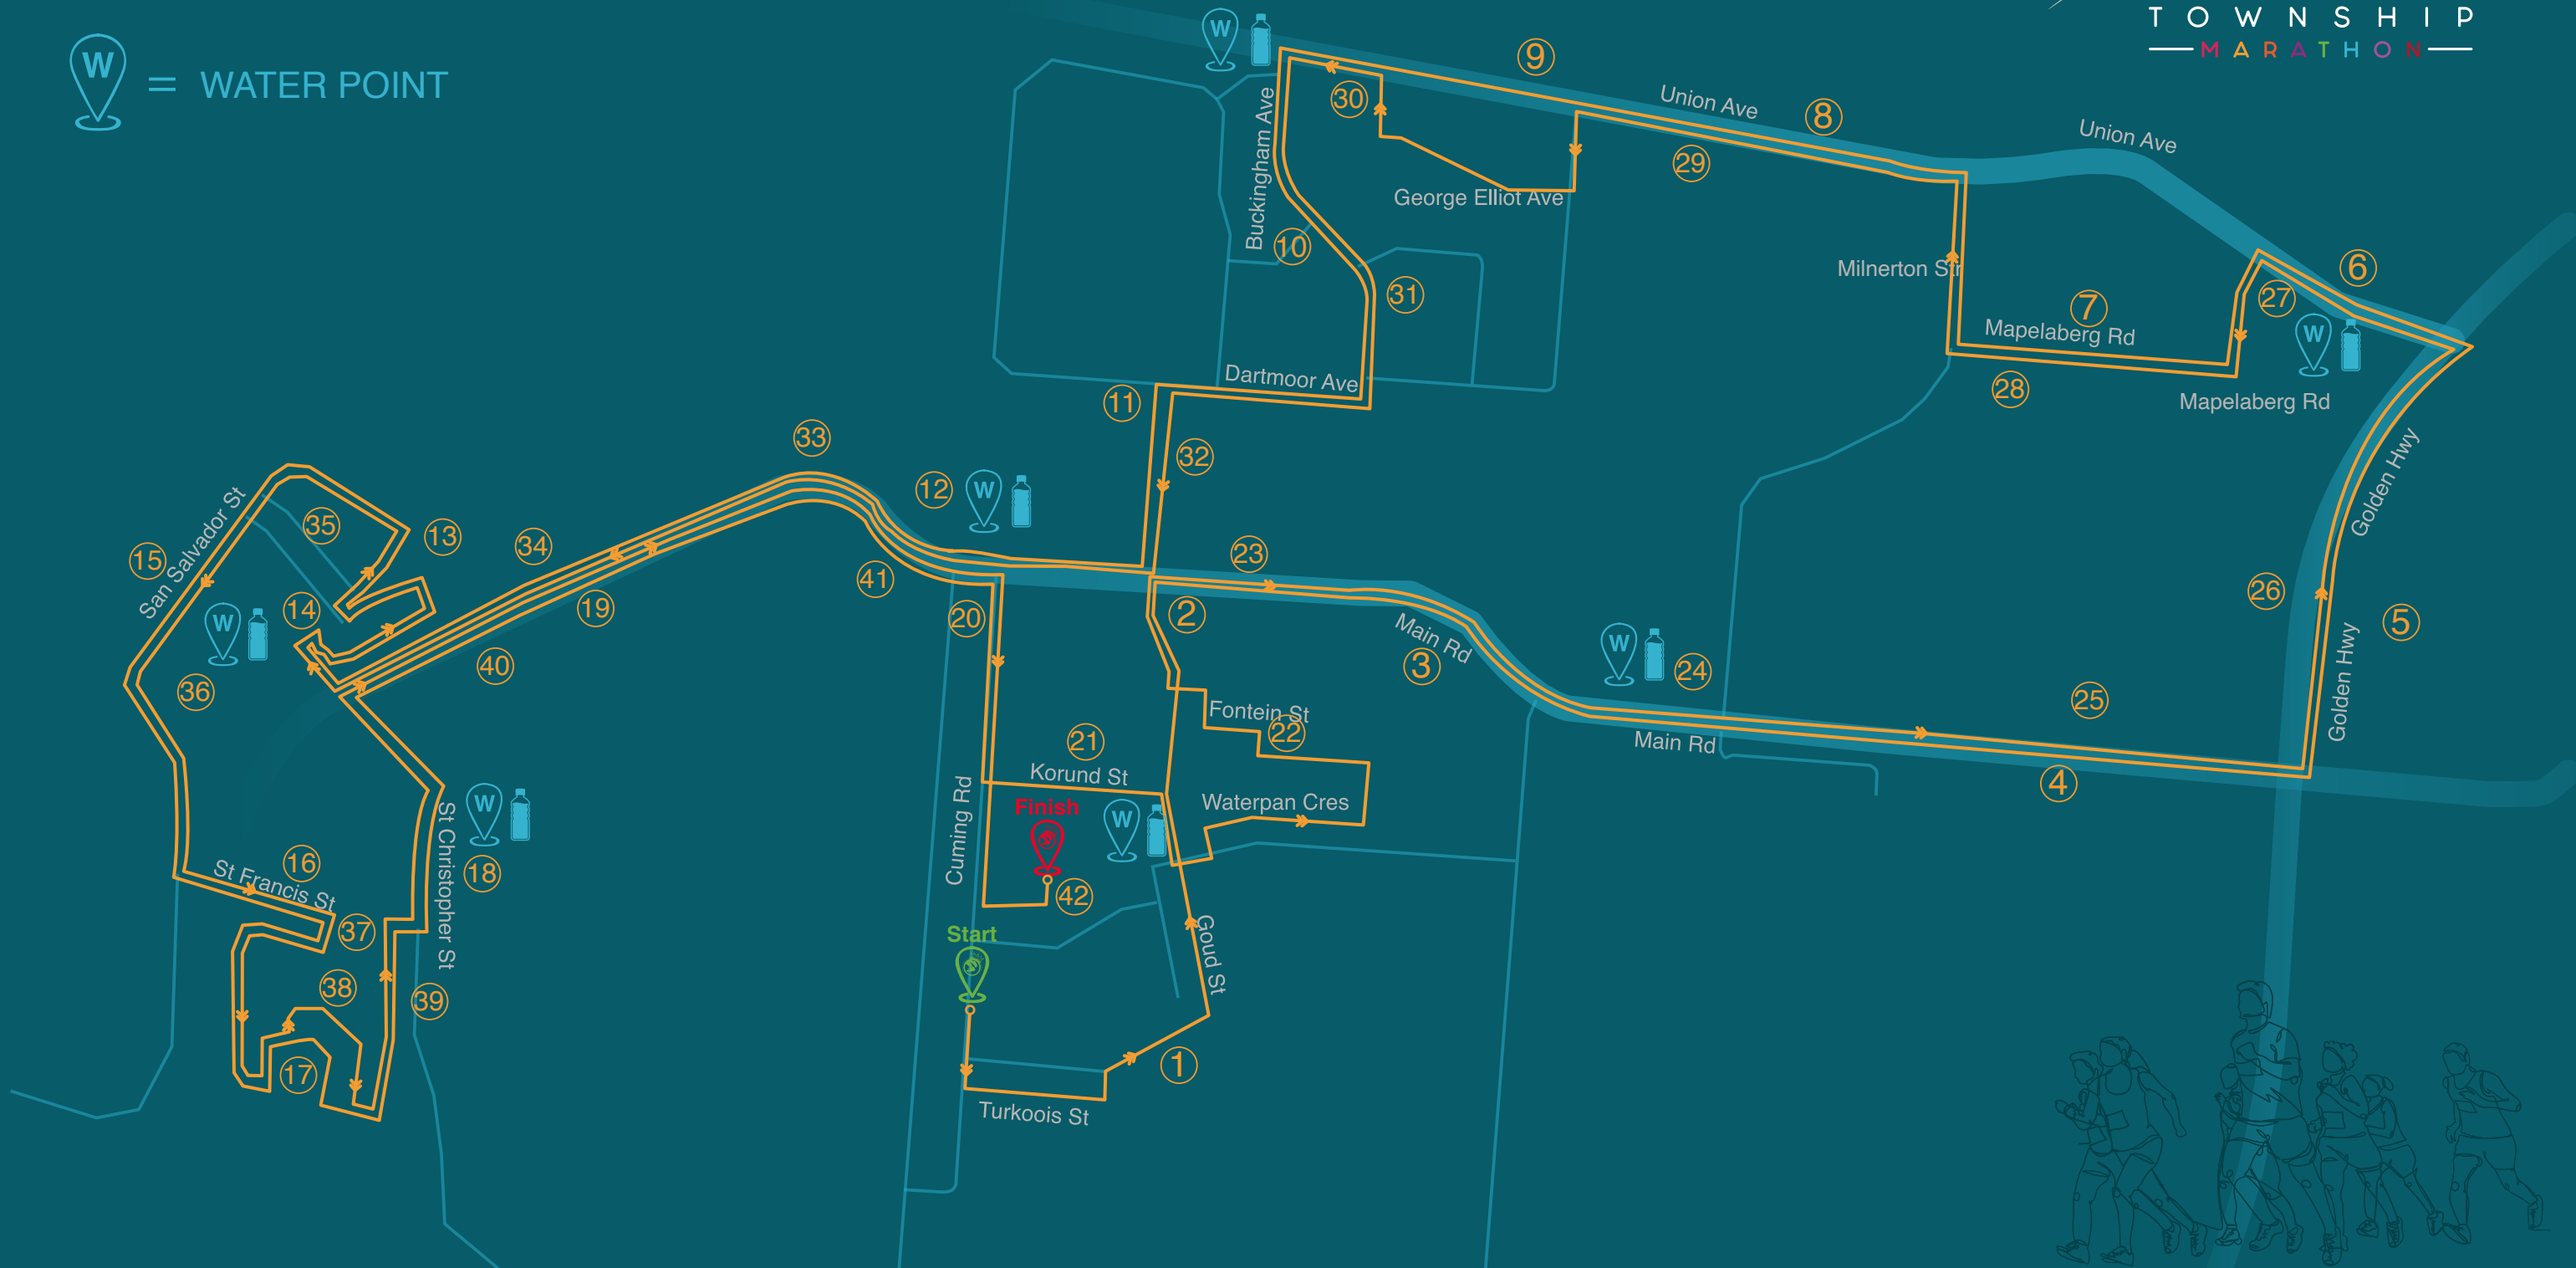 TOWNSHIP
MARATHON
W = WATER POINT
W
9
Union Ave
8
Union Ave
30
29
Buckingham Ave
George Elliot Ave
10
31
Milnerton Str
6
27
7
Mapelaberg Rd
W
28
Mapelaberg Rd
Dartmoor Ave
11
33
32
12
W
Golden Hwy
San Salvador St
35
13
34
15
14
W
36
19
40
41
20
23
2
Main Rd
3
W
24
26
5
Golden Hwy
25
Main Rd
4
Fontein St
22
21
Korund St
Waterpan Cres
Cuming Rd
Finish
W
42
St Christopher St
W
18
16
St Francis St
37
38
39
17
Start
Goud St
1
Turkoois St